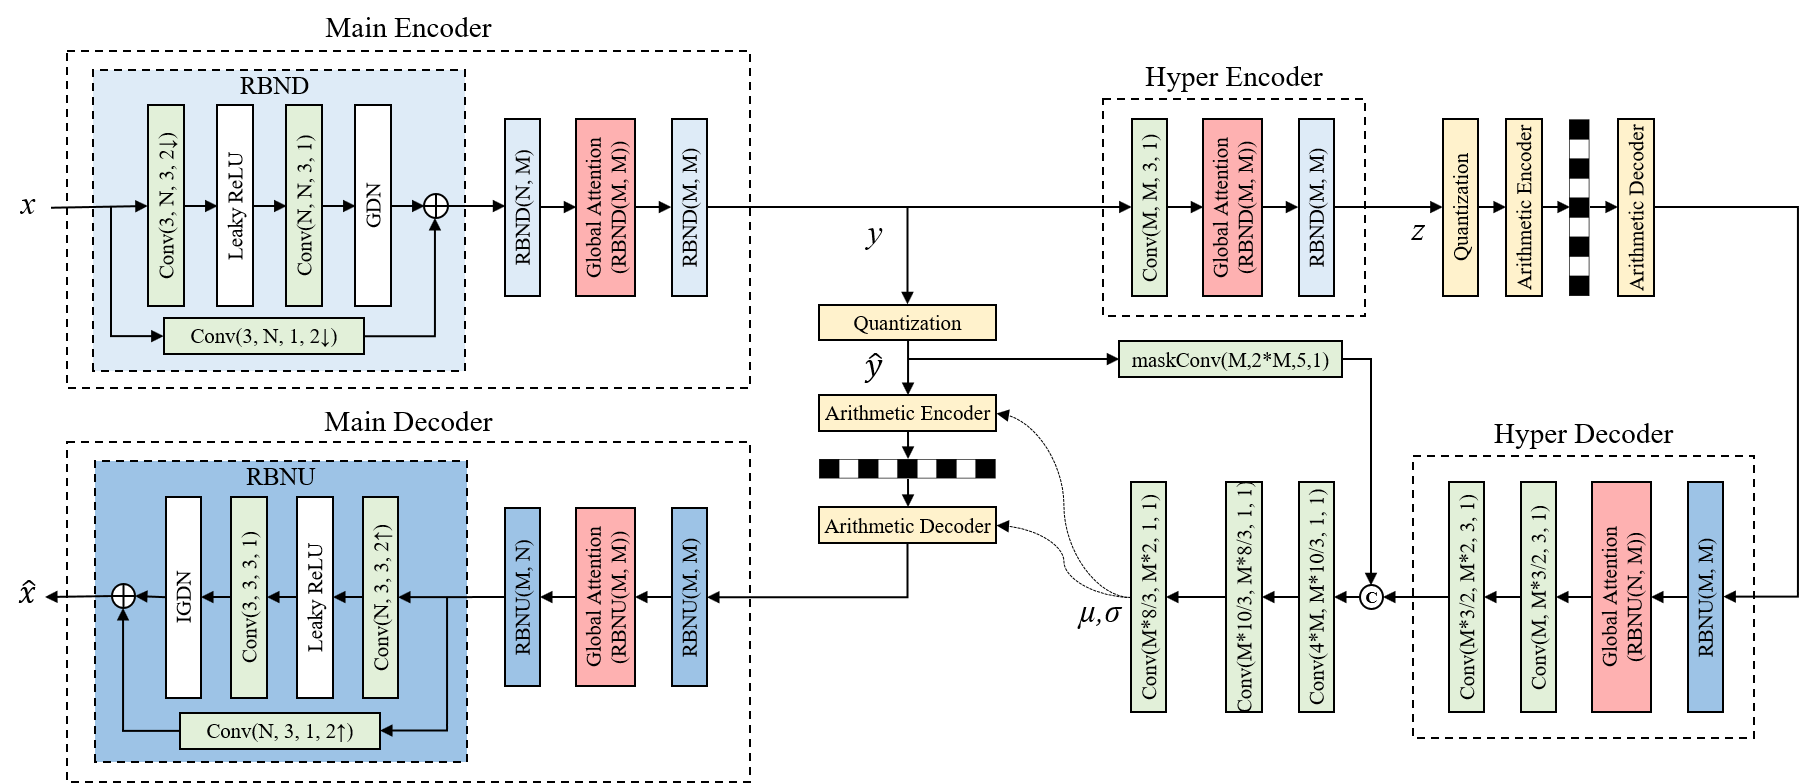 Main Encoder
RBND
x
Conv(3, N, 3, 2↓)
Leaky ReLU
Conv(N, N, 3, 1)
GDN
Conv(3, N, 1, 2↓)
RBND(N, M)
Global Attention
(RBND(M, M))
RBND(M, M)
y
Quantization
ŷ
Arithmetic Encoder
Arithmetic Decoder
maskConv(M,2*M,5,1)
Hyper Encoder
Conv(M, M, 3, 1)
Global Attention
(RBND(M, M))
RBND(M, M)
z
Quantization
Arithmetic Encoder
Arithmetic Decoder
Main Decoder
RBNU
x̂
IGDN
Conv(3, 3, 3, 1)
Leaky ReLU
Conv(N, 3, 3, 2↑)
Conv(N, 3, 1, 2↑)
RBNU(M, N)
Global Attention
(RBNU(M, M))
RBNU(M, M)
μ,σ
Conv(M*8/3, M*2, 1, 1)
Conv(M*10/3, M*8/3, 1, 1)
Conv(4*M, M*10/3, 1, 1)
C
Hyper Decoder
Conv(M*3/2, M*2, 3, 1)
Conv(M, M*3/2, 3, 1)
Global Attention
(RBNU(N, M))
RBNU(M, M)